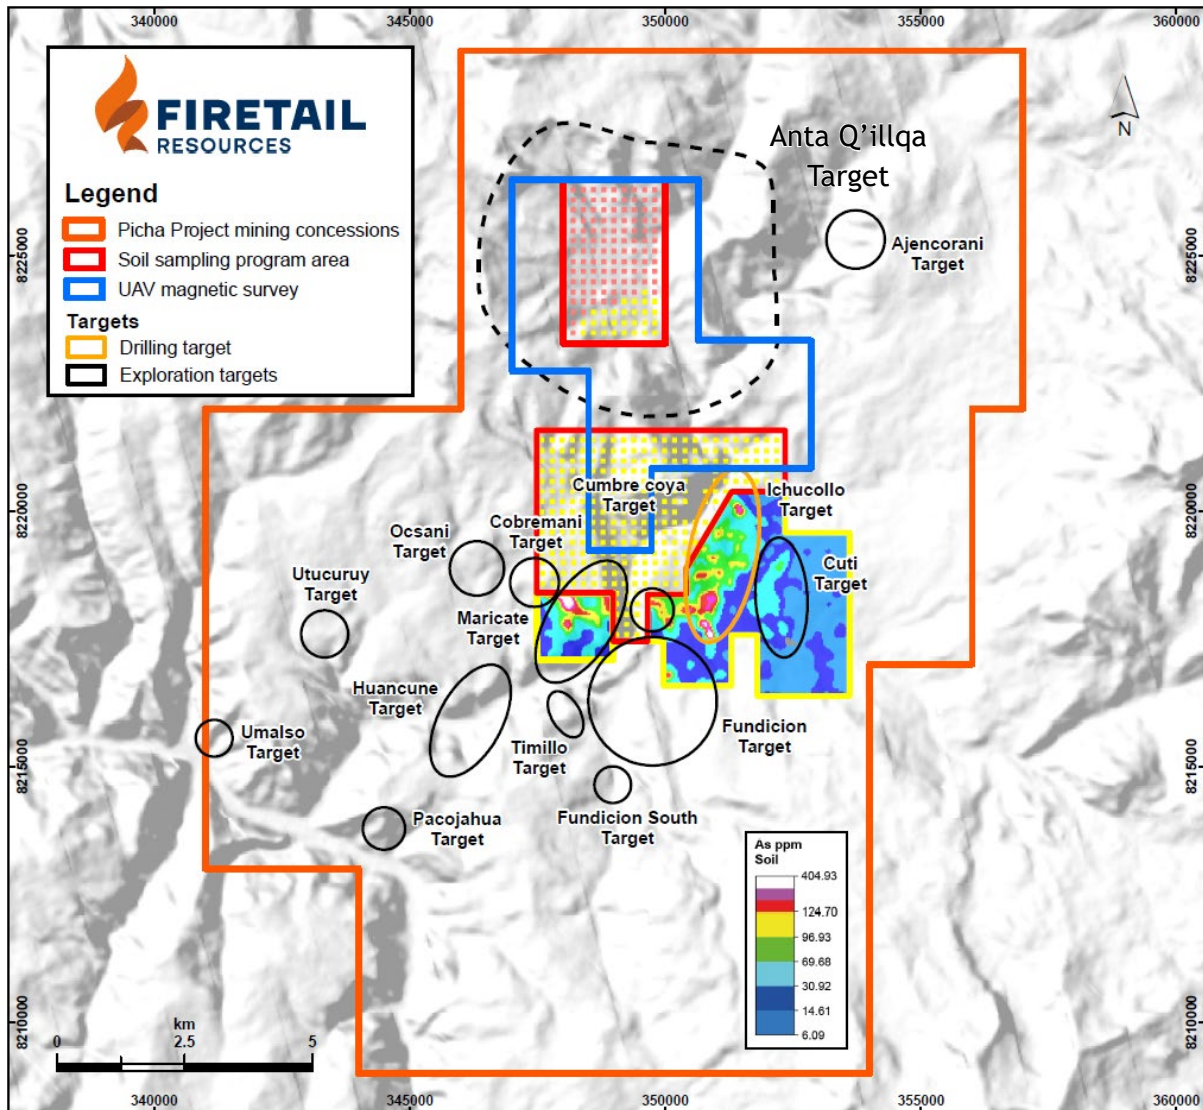 340000
345000
350000
355000
360000
FIRETAIL
RESOURCES
Legend
Picha Project mining concessions
Soil sampling program area
UAV magnetic survey
Targets
Drilling target
Exploration targets
N
Anta Q'illqa
Target
Ajencorani
Target
8225000
8225000
Cumbre coya
Target
Ichucollo
Target
8220000
8220000
Cobremani
Target
Ocsani
Target
Cuti
Target
Utucuruy
Target
Maricate
Target
Huancune
Target
Umalso
Target
Timillo
Target
Fundicion
Target
8215000
8215000
Pacojahua
Target
Fundicion South
Target
As ppm
Soil
404.93
124.70
96.93
69.68
30.92
14.61
6.09
8210000
8210000
km
0
2.5
5
340000
345000
350000
355000
360000